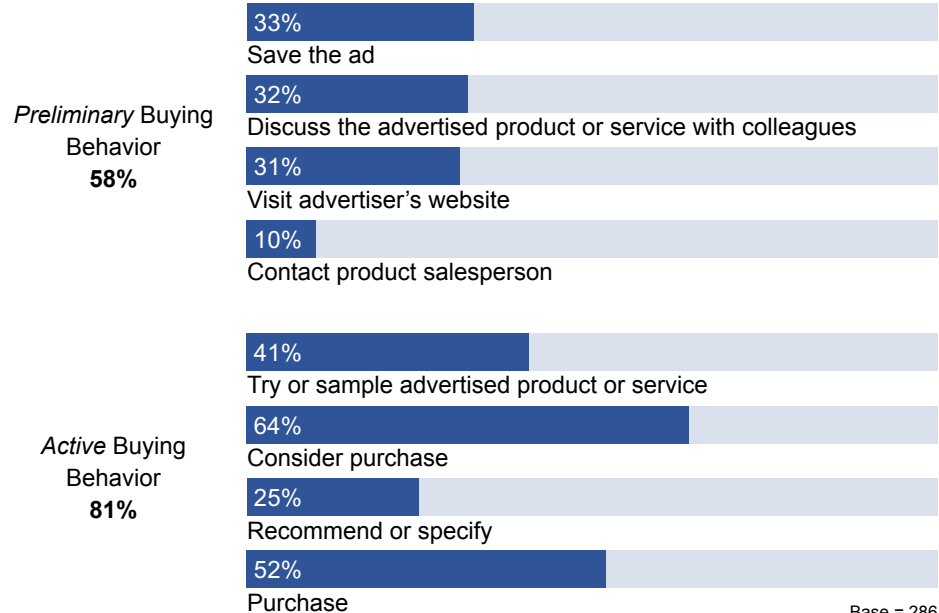 33%
Save the ad
32%
Discuss the advertised product or service with colleagues
31%
Visit advertiser’s website
10%
Contact product salesperson
Preliminary Buying
Behavior
58%
41%
Try or sample advertised product or service
64%
Consider purchase
25%
Recommend or specify
52%
Purchase
Active Buying
Behavior
81%
Base = 286